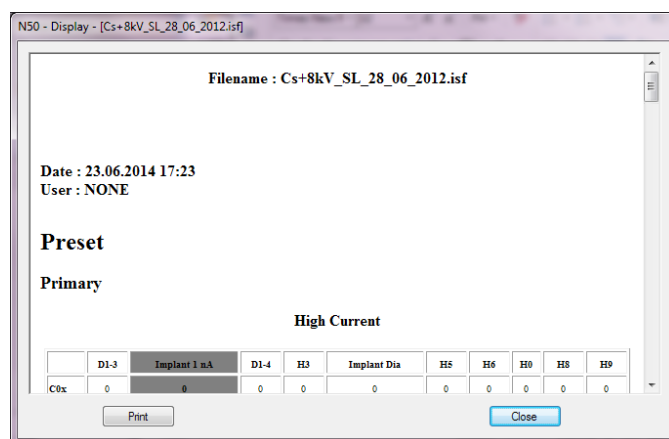 N50 - Display - [Cs+8kV_SL_28_06_2012.isf]
Filename : Cs+8kV_SL_28_06_2012.isf
Date : 23.06.2014 17:23
User : NONE
Preset
Primary
High Current
D1-3 Implant 1 nA D1-4 H3 Implant Dia H5 H6 H0 H8 H9
C0x 0 0 0 0 0 0 0 0 0 0
Print Close